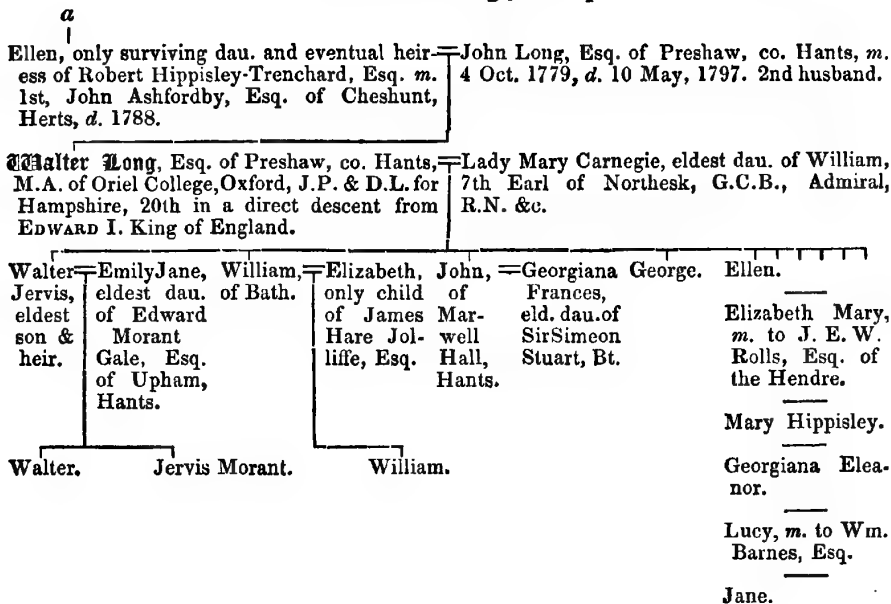 a
Ellen, only surviving dau. and eventual heir-
ess of Robert Hippisley-Trenchard, Esq. m.
1st, John Ashfordby, Esq. of Cheshunt,
Herts, d. 1788.
John Long, Esq. of Preshaw, co. Hants, m.
4 Oct. 1779, d. 10 May, 1797. 2nd husband.
Walter Long, Esq. of Preshaw, co. Hants,
M.A. of Oriel College, Oxford, J.P. & D.L. for
Hampshire, 20th in a direct descent from
EDWARD I. King of England.
Lady Mary Carnegie, eldest dau. of William,
7th Earl of Northesk, G.C.B., Admiral,
R.N. &c.
Walter
Jervis,
eldest
son &
heir.
Emily Jane,
eldest dau.
of Edward
Morant
Gale, Esq.
of Upham,
Hants.
William,
of Bath.
Elizabeth,
only child
of James
Hare Jol-
liffe, Esq.
John,
of
Mar-
well
Hall,
Hants.
Georgiana
Frances,
eld. dau. of
Sir Simeon
Stuart, Bt.
George.
Ellen.
Elizabeth Mary,
m. to J. E. W.
Rolls, Esq. of
the Hendre.
Mary Hippisley.
Georgiana Elea-
nor.
Lucy, m. to Wm.
Barnes, Esq.
Jane.
Walter.
Jervis Morant.
William.